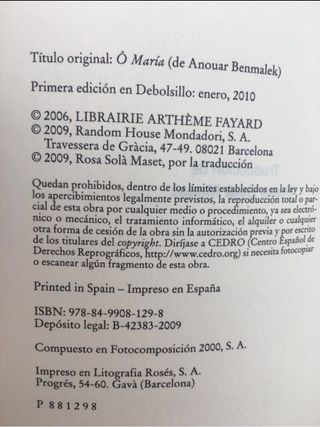 Título original: Ô María (de Anouar Benmalek)
Primera edición en Debolsillo: enero, 2010
© 2006, LIBRAIRIE ARTHÈME FAYARD
© 2009, Random House Mondadori, S. A.
Travessera de Gràcia, 47-49. 08021 Barcelona
© 2009, Rosa Solà Maset, por la traducción
Quedan prohibidos, dentro de los límites establecidos en la ley y bajo
los apercibimientos legalmente previstos, la reproducción total o par-
cial de esta obra por cualquier medio o procedimiento, ya sea electró-
nico o mecánico, el tratamiento informático, el alquiler o cualquier
otra forma de cesión de la obra sin la autorización previa y por escrito
de los titulares del copyright. Diríjase a CEDRO (Centro Español de
Derechos Reprográficos, http://www.cedro.org) si necesita fotocopiar
o escanear algún fragmento de esta obra.
Printed in Spain – Impreso en España
ISBN: 978-84-9908-129-8
Depósito legal: B-42383-2009
Compuesto en Fotocomposición 2000, S. A.
Impreso en Litografía Rosés, S. A.
Progrés, 54-60. Gavà (Barcelona)
P 881298